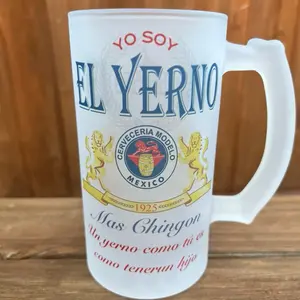 YO SOY
EL YERNO
CERVECERIA MODELO
MEXICO
1925
Mas Chingon
Un yerno como tú es
como tenerun hijo